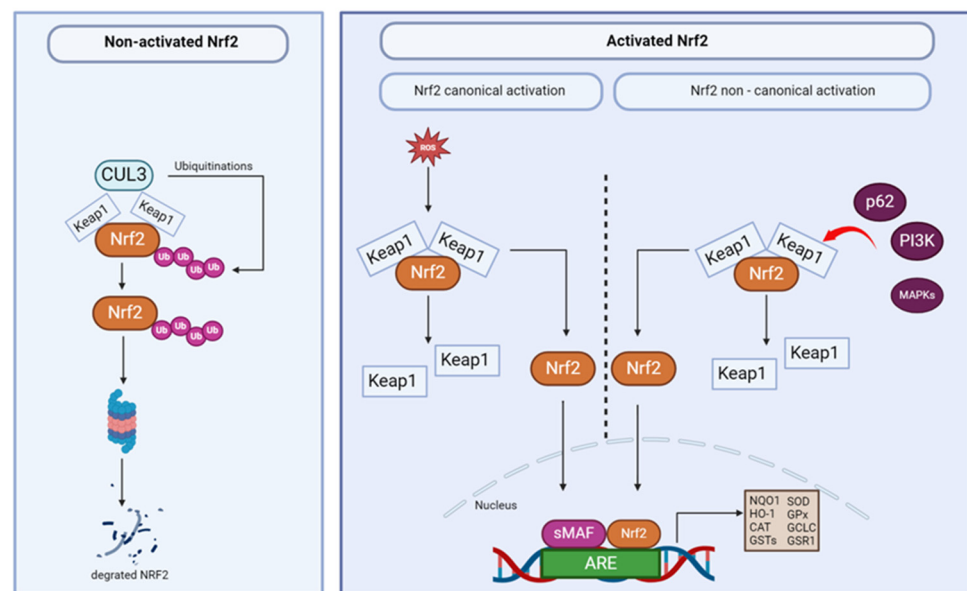 Non-activated Nrf2
CUL3
Ubiquitinations
Keap1
Keap1
Nrf2
Ub
Ub
Ub
Ub
Nrf2
Ub
Ub
Ub
Ub
degrated NRF2
Activated Nrf2
Nrf2 canonical activation
Nrf2 non - canonical activation
ROS
Keap1
Keap1
Nrf2
Keap1
Keap1
Nrf2
p62
PI3K
MAPKs
Keap1
Keap1
Nrf2
Keap1
Keap1
Nrf2
Nucleus
sMAF
Nrf2
ARE
NQO1 SOD
HO-1 GPx
CAT GCLC
GSTs GSR1